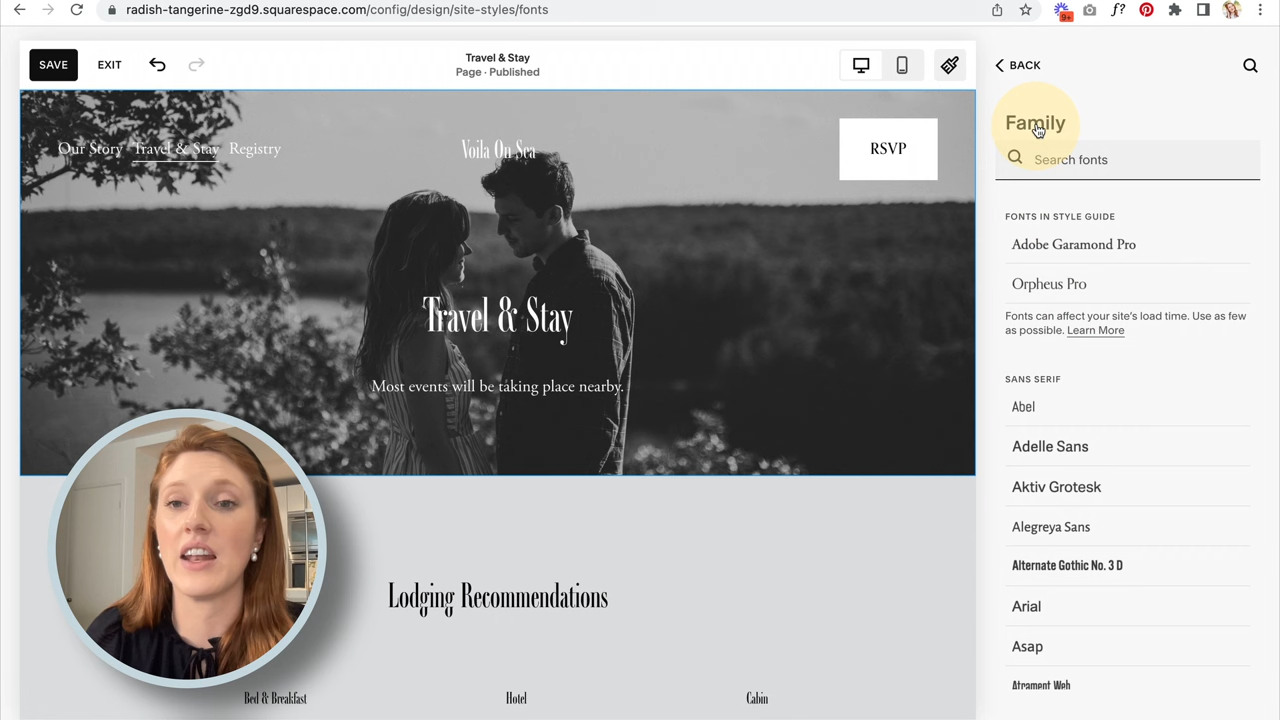 radish-tangerine-zgd9.squarespace.com/config/design/site-styles/fonts
9+
f?
SAVE
EXIT
Travel & Stay
Page · Published
BACK
Our Story Travel & Stay Registry
Voila On Sea
RSVP
Family
Search fonts
FONTS IN STYLE GUIDE
Adobe Garamond Pro
Orpheus Pro
Fonts can affect your site's load time. Use as few
as possible. Learn More
Travel & Stay
Most events will be taking place nearby.
SANS SERIF
Abel
Adelle Sans
Aktiv Grotesk
Alegreya Sans
Alternate Gothic No. 3 D
Arial
Asap
Atrament Web
Lodging Recommendations
Bed & Breakfast
Hotel
Cabin